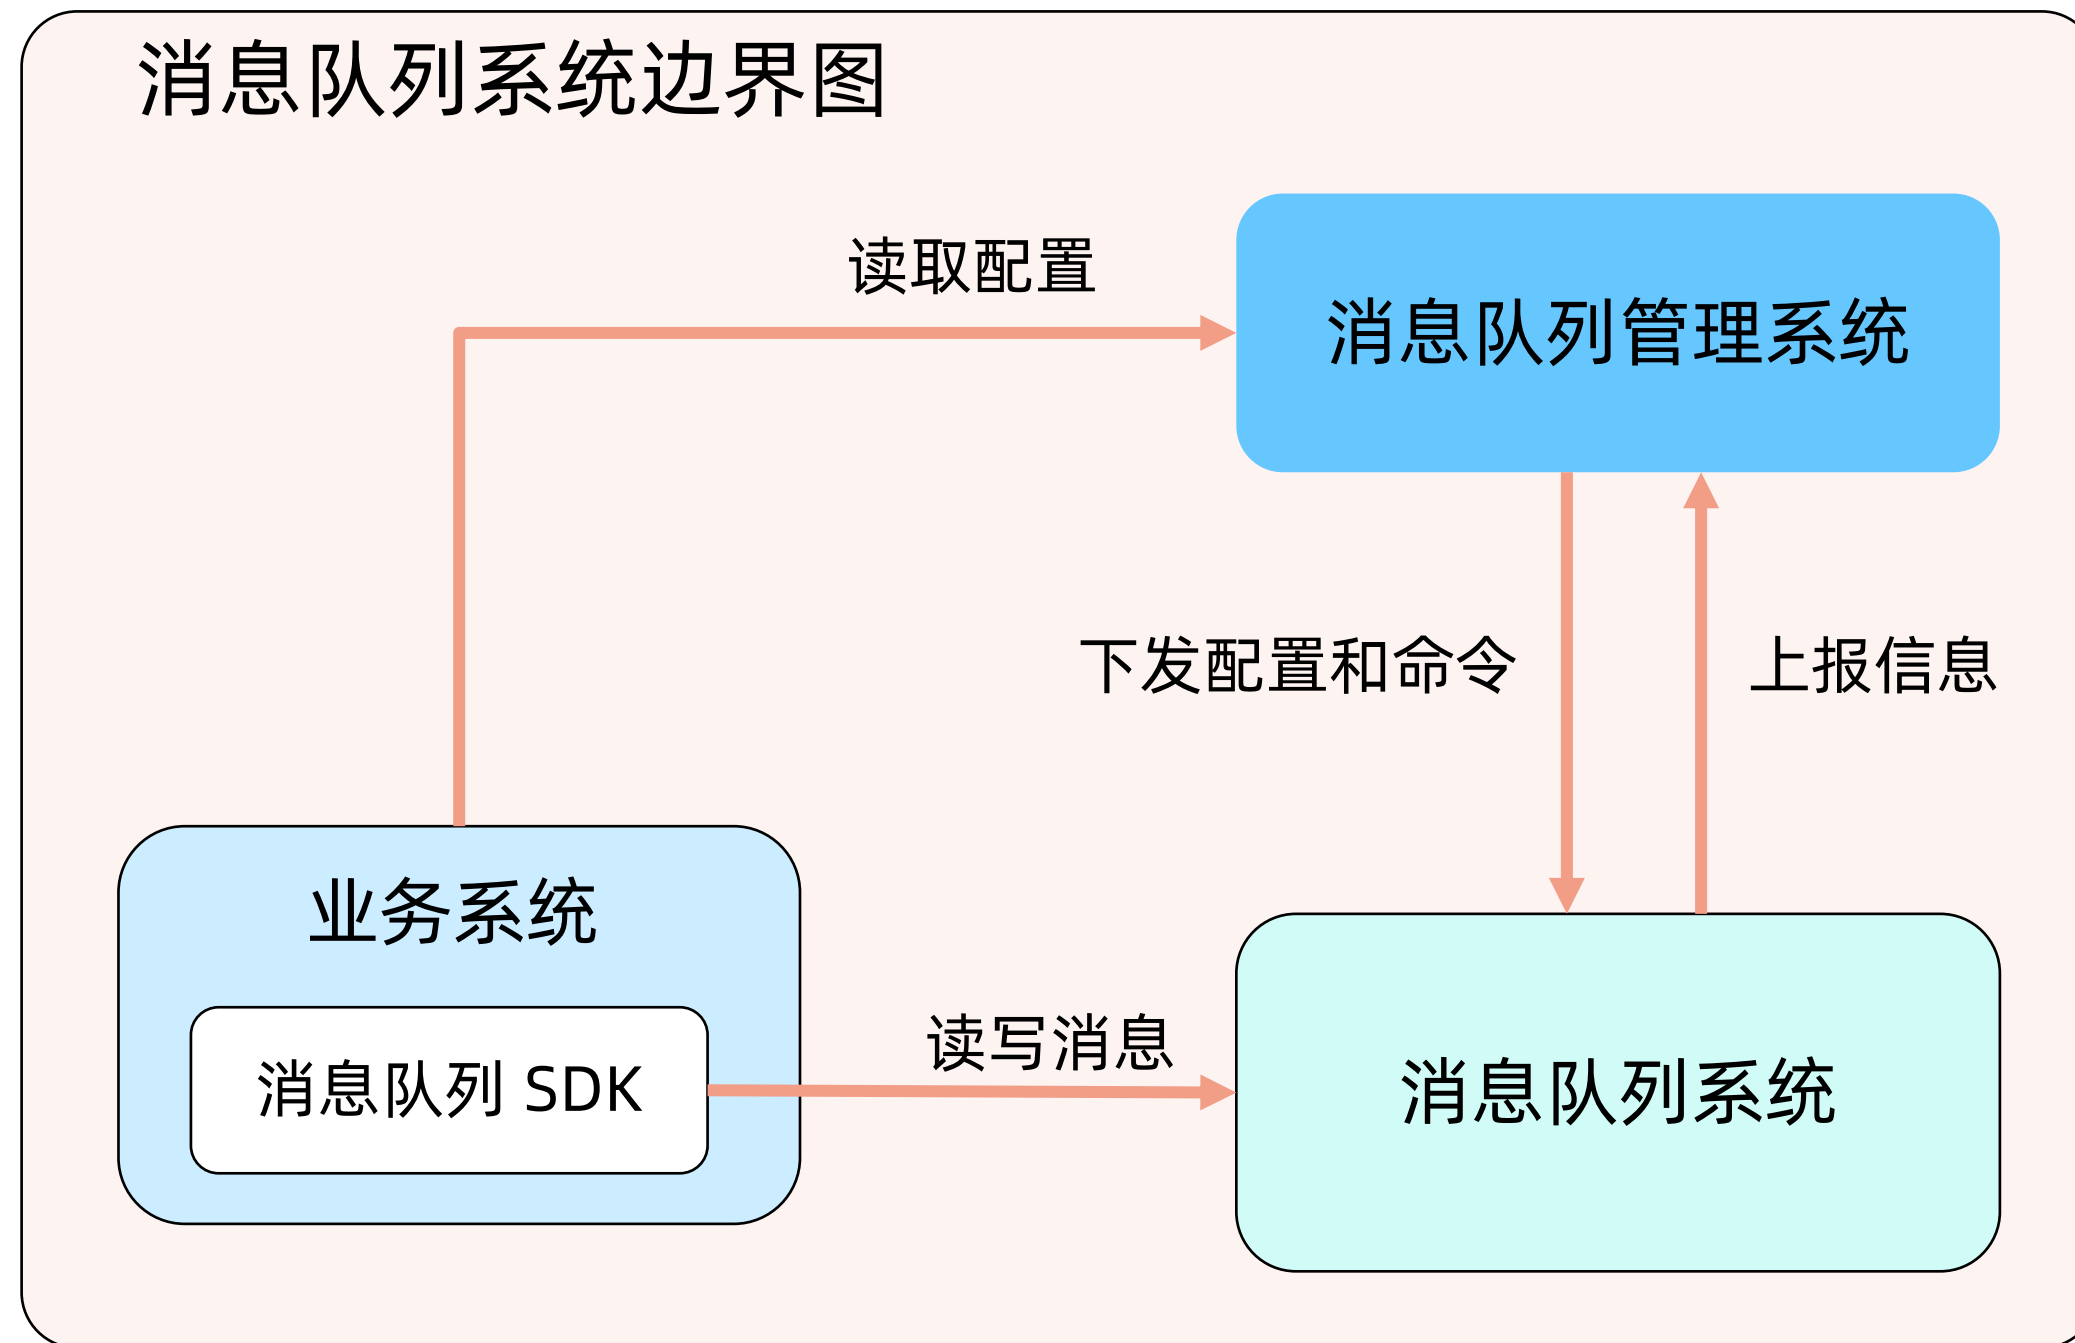 消息队列系统边界图
读取配置
消息队列管理系统
下发配置和命令
上报信息
业务系统
消息队列 SDK
读写消息
消息队列系统